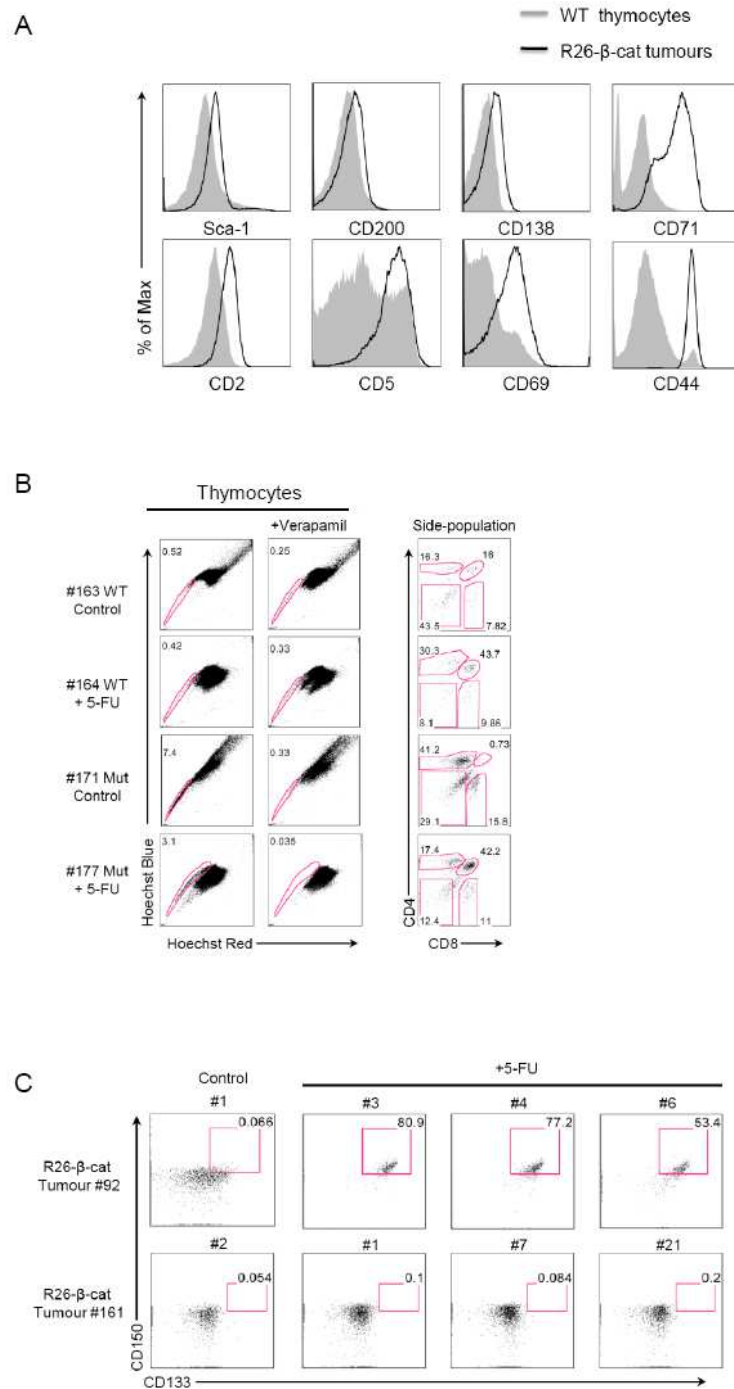 A
WT thymocytes
R26-β-cat tumours
% of Max
Sca-1 CD200 CD138 CD71
CD2 CD5 CD69 CD44
B
Thymocytes
+Verapamil Side-population
#163 WT
Control
0.52 0.25 16.3 16
43.5 7.82
#164 WT
+ 5-FU
0.42 0.33 30.3 43.7
8.1 9.86
#171 Mut
Control
7.4 0.33 41.2 0.73
29.1 15.8
#177 Mut
+ 5-FU
3.1 0.035 17.4 42.2
12.4 11
Hoechst Blue
CD4
Hoechst Red CD8
C
Control +5-FU
#1 #3 #4 #6
R26-β-cat
Tumour #92
0.066 80.9 77.2 53.4
#2 #1 #7 #21
R26-β-cat
Tumour #161
0.054 0.1 0.084 0.2
CD150
CD133